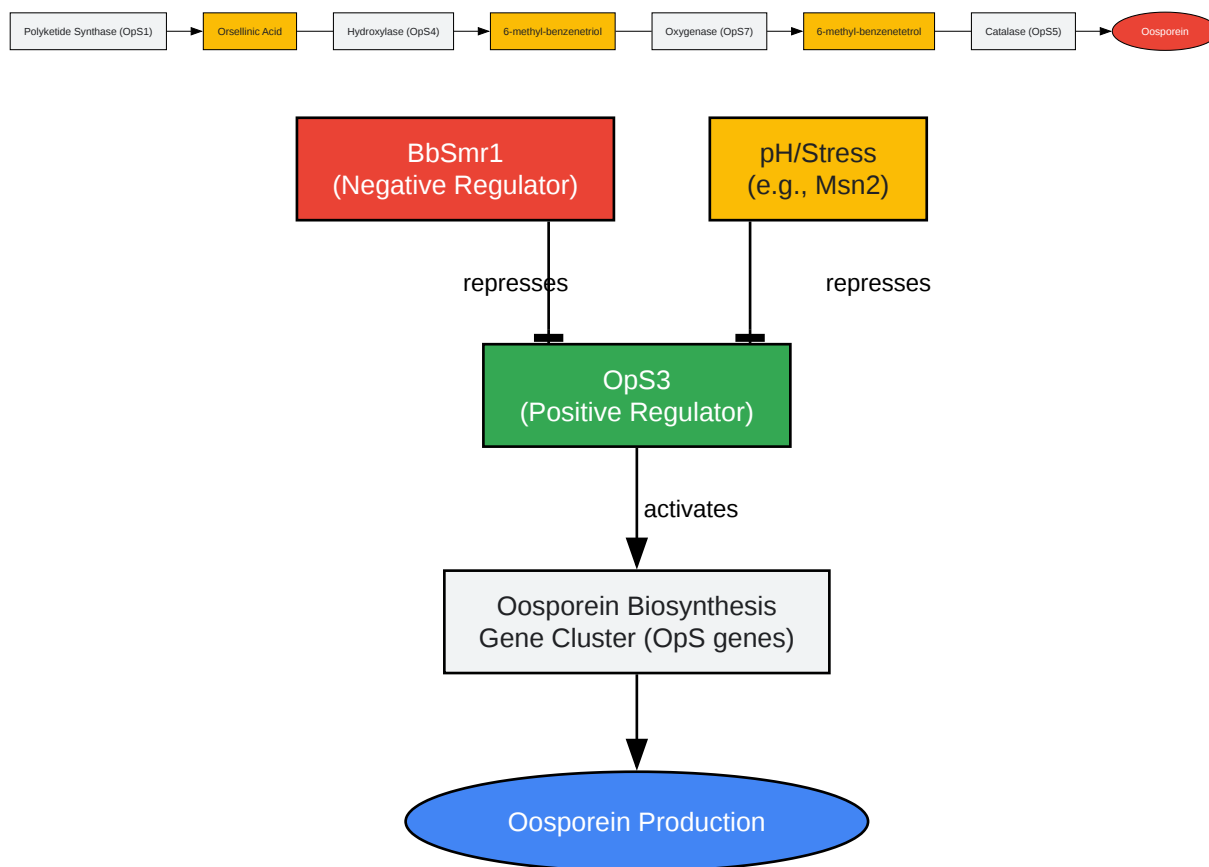 Polyketide Synthase (OpS1)
Orsellinic Acid
Hydroxylase (OpS4)
6-methyl-benzenetriol
Oxygenase (OpS7)
6-methyl-benzenetetrol
Catalase (OpS5)
Oosporein
BbSmr1
(Negative Regulator)
pH/Stress
(e.g., Msn2)
represses
represses
OpS3
(Positive Regulator)
activates
Oosporein Biosynthesis
Gene Cluster (OpS genes)
Oosporein Production